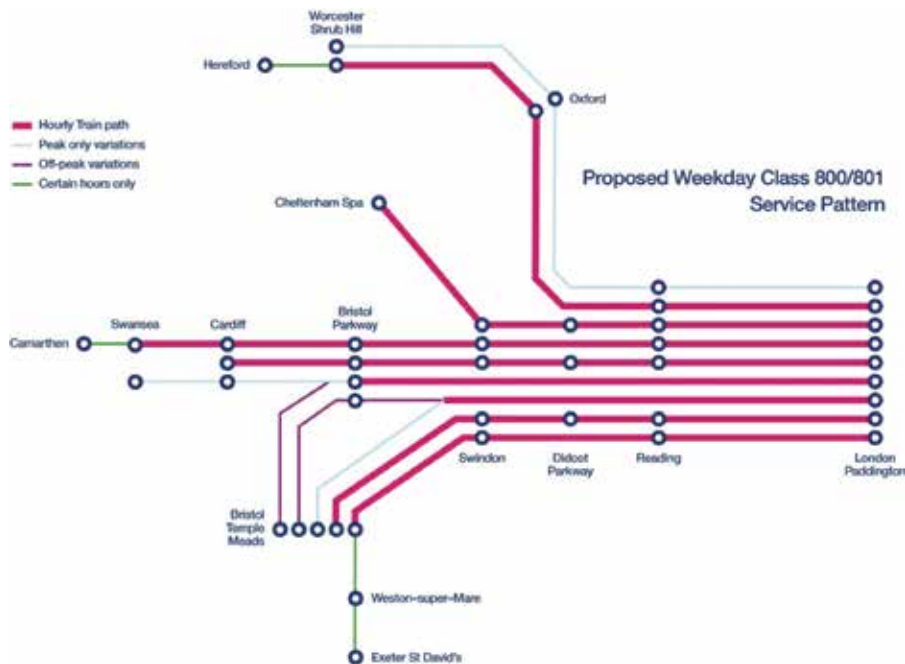 Worcester
Shrub Hill
Hereford
Oxford
Hourly Train path
Peak only variations
Off-peak variations
Certain hours only
Proposed Weekday Class 800/801
Service Pattern
Cheltenham Spa
Bristol
Parkway
Swansea
Cardiff
Camarthen
Swindon
Didcot
Parkway
Reading
London
Paddington
Bristol
Temple
Meads
Weston-super-Mare
Exeter St David's